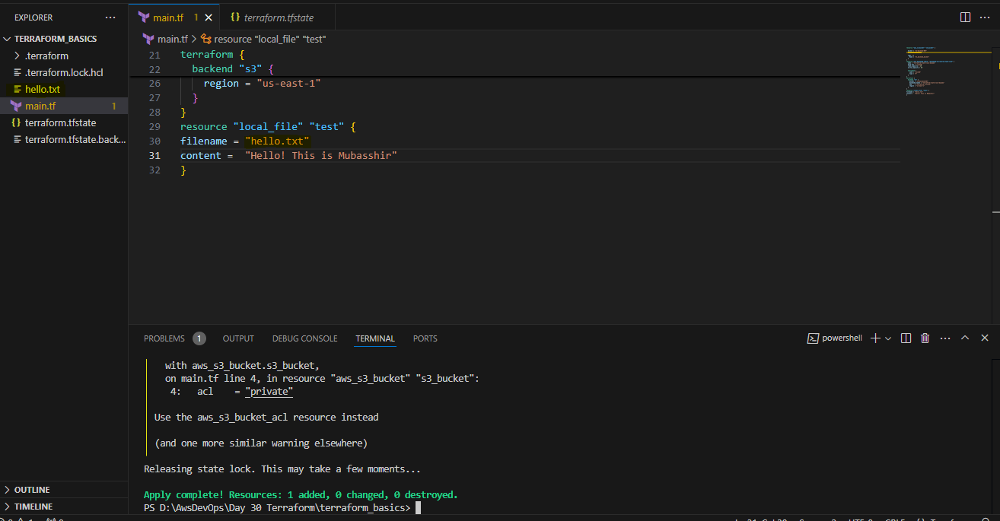 EXPLORER
TERRAFORM_BASICS
.terraform
.terraform.lock.hcl
hello.txt
main.tf 1
terraform.tfstate
terraform.tfstate.back...
OUTLINE
TIMELINE
main.tf 1
terraform.tfstate
main.tf > resource "local_file" "test"
21 terraform {
22 backend "s3" {
26 region = "us-east-1"
27 }
28 }
29 resource "local_file" "test" {
30 filename = "hello.txt"
31 content =  "Hello! This is Mubasshir"
32 }
PROBLEMS 1 OUTPUT DEBUG CONSOLE TERMINAL PORTS
powershell
with aws_s3_bucket.s3_bucket,
on main.tf line 4, in resource "aws_s3_bucket" "s3_bucket":
4:   acl    = "private"
Use the aws_s3_bucket_acl resource instead
(and one more similar warning elsewhere)
Releasing state lock. This may take a few moments...
Apply complete! Resources: 1 added, 0 changed, 0 destroyed.
PS D:\AwsDevOps\Day 30 Terraform\terraform_basics>